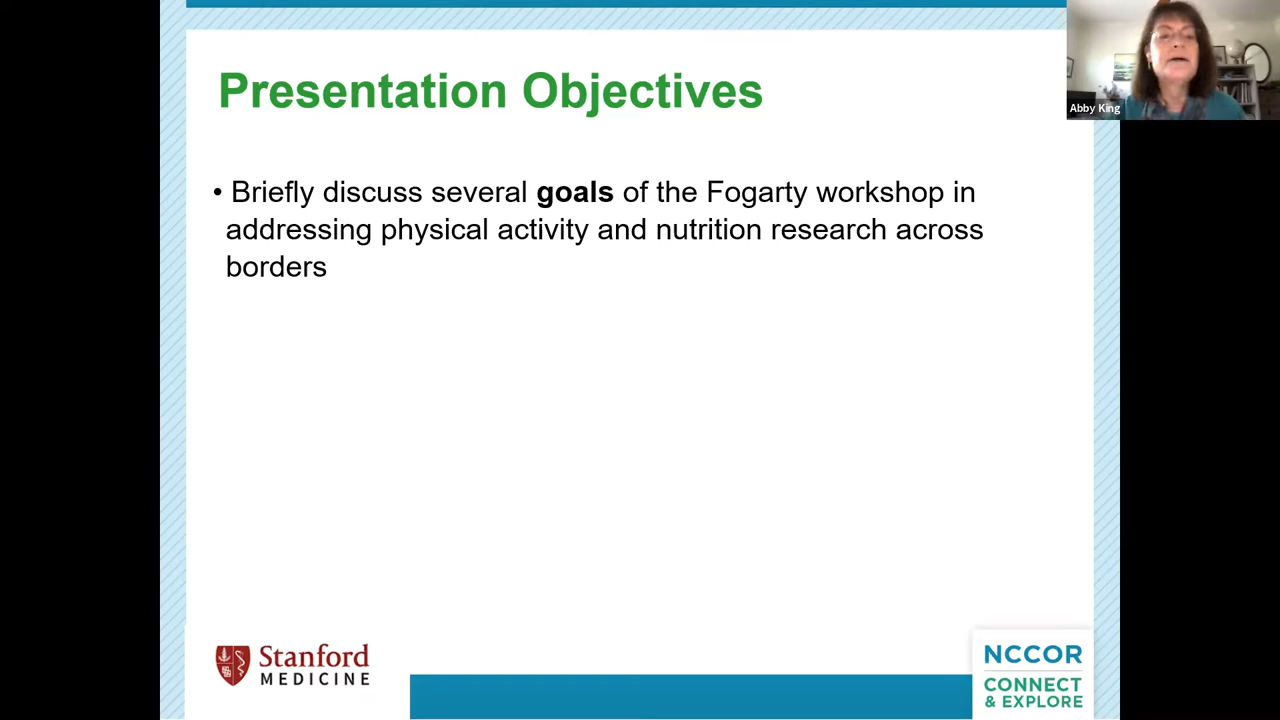 Presentation Objectives
Abby King
• Briefly discuss several goals of the Fogarty workshop in
addressing physical activity and nutrition research across
borders
Stanford
MEDICINE
NCCOR
CONNECT
& EXPLORE